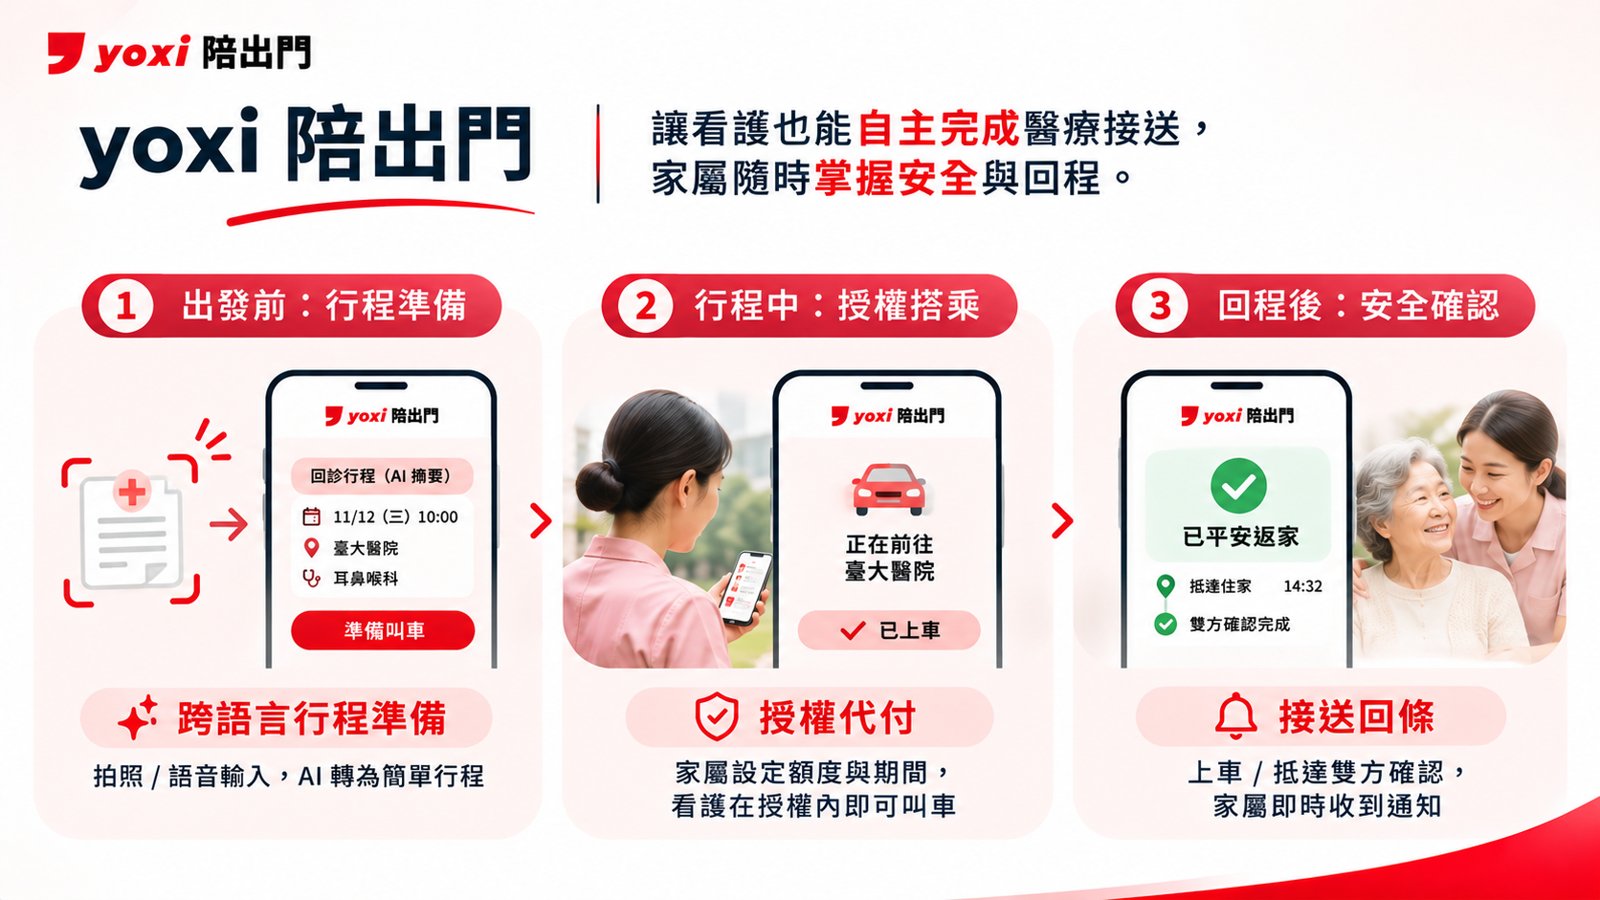 yoxi 陪出門
yoxi 陪出門
讓看護也能自主完成醫療接送，
家屬隨時掌握安全與回程。
1 出發前：行程準備
yoxi 陪出門
回診行程（AI 摘要）
11/12（三）10:00
臺大醫院
耳鼻喉科
準備叫車
跨語言行程準備
拍照 / 語音輸入，AI 轉為簡單行程
2 行程中：授權搭乘
yoxi 陪出門
正在前往
臺大醫院
已上車
授權代付
家屬設定額度與期間，
看護在授權內即可叫車
3 回程後：安全確認
yoxi 陪出門
已平安返家
抵達住家 14:32
雙方確認完成
接送回條
上車 / 抵達雙方確認，
家屬即時收到通知